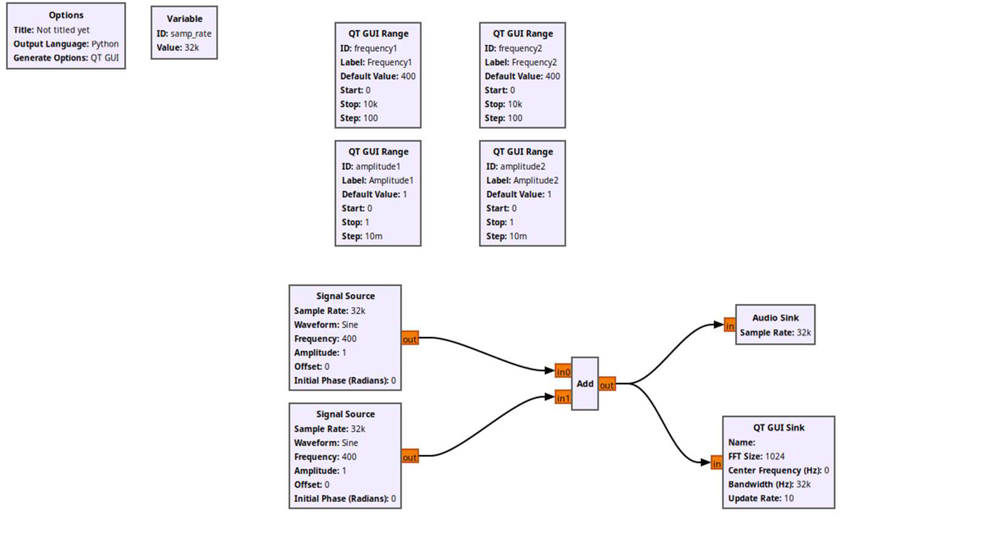 Options
Title: Not titled yet
Output Language: Python
Generate Options: QT GUI
Variable
ID: samp_rate
Value: 32k
QT GUI Range
ID: frequency1
Label: Frequency1
Default Value: 400
Start: 0
Stop: 10k
Step: 100
QT GUI Range
ID: frequency2
Label: Frequency2
Default Value: 400
Start: 0
Stop: 10k
Step: 100
QT GUI Range
ID: amplitude1
Label: Amplitude1
Default Value: 1
Start: 0
Stop: 1
Step: 10m
QT GUI Range
ID: amplitude2
Label: Amplitude2
Default Value: 1
Start: 0
Stop: 1
Step: 10m
Signal Source
Sample Rate: 32k
Waveform: Sine
Frequency: 400
Amplitude: 1
Offset: 0
Initial Phase (Radians): 0
out
Signal Source
Sample Rate: 32k
Waveform: Sine
Frequency: 400
Amplitude: 1
Offset: 0
Initial Phase (Radians): 0
out
in0
in1
Add
out
in
Audio Sink
Sample Rate: 32k
in
QT GUI Sink
Name:
FFT Size: 1024
Center Frequency (Hz): 0
Bandwidth (Hz): 32k
Update Rate: 10